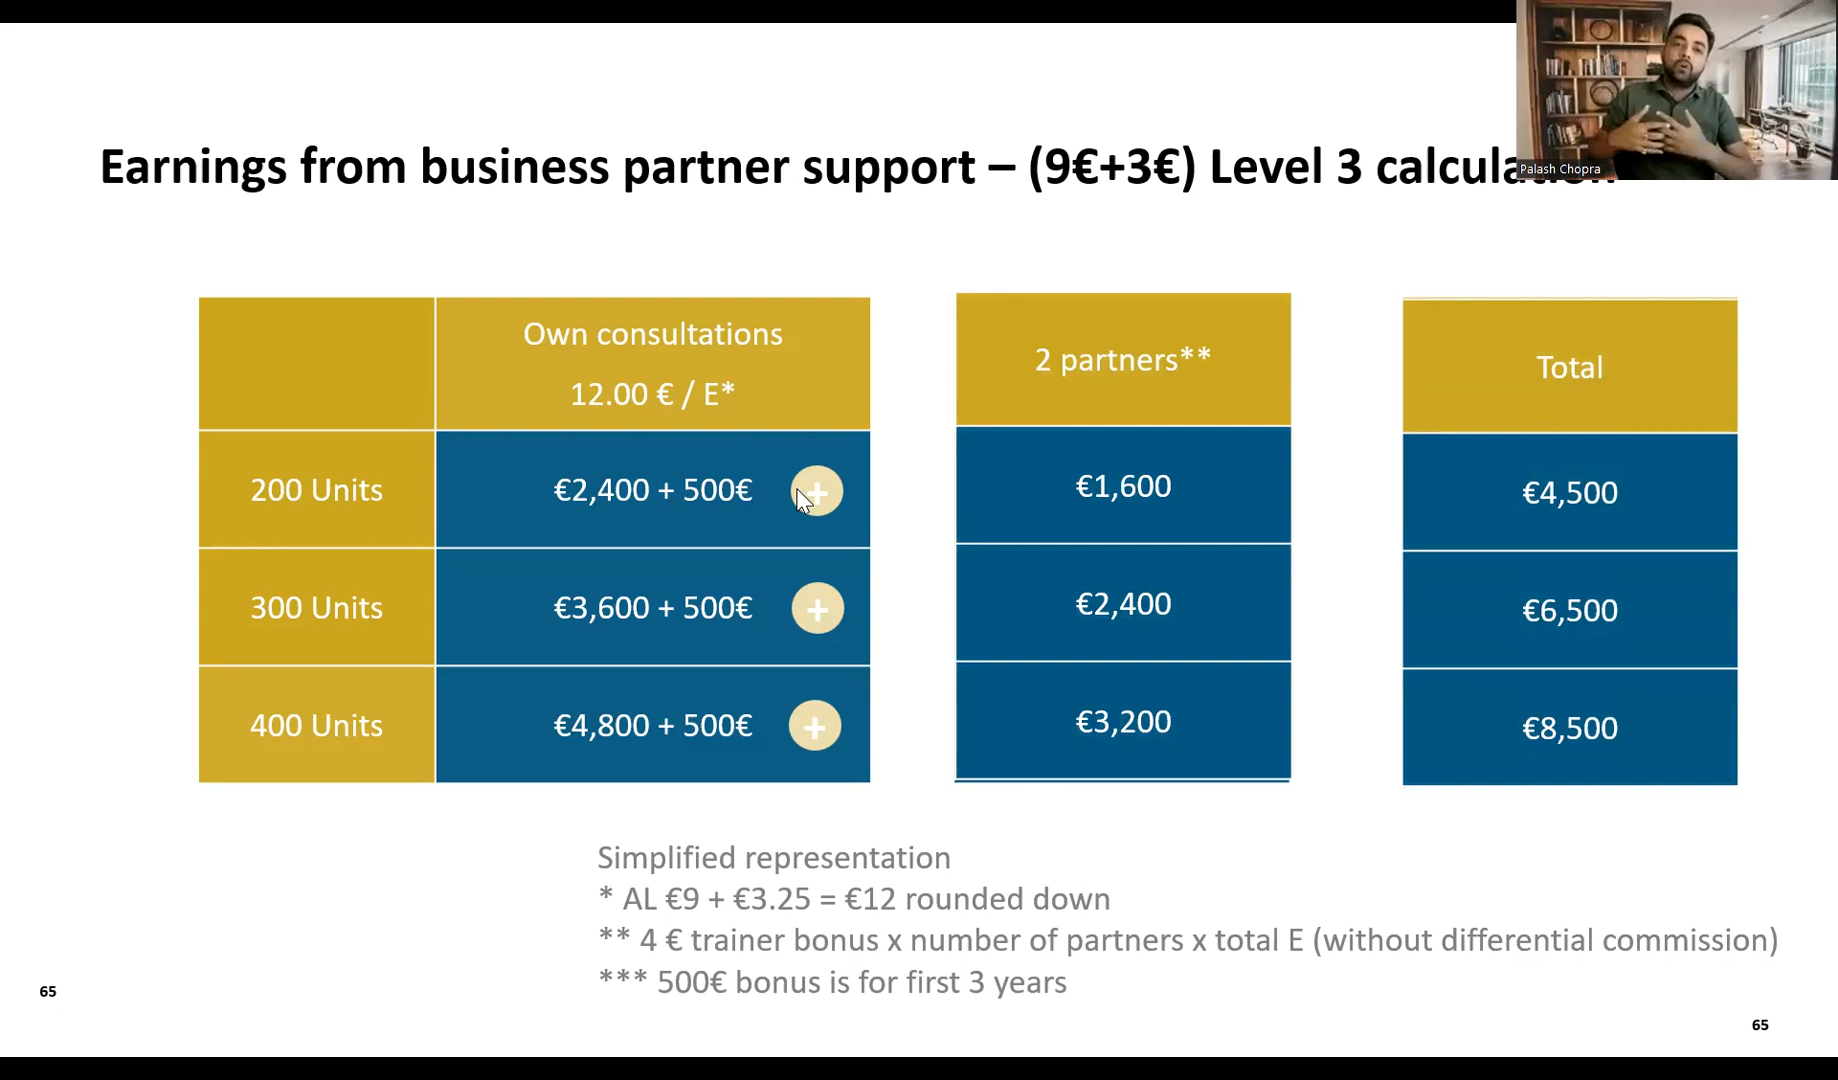 Palash Chopra
Earnings from business partner support – (9€+3€) Level 3 calculation
Own consultations
12.00 € / E*
2 partners**
Total
200 Units
€2,400 + 500€
+
€1,600
€4,500
300 Units
€3,600 + 500€
+
€2,400
€6,500
400 Units
€4,800 + 500€
+
€3,200
€8,500
Simplified representation
* AL €9 + €3.25 = €12 rounded down
** 4 € trainer bonus x number of partners x total E (without differential commission)
*** 500€ bonus is for first 3 years
65
65